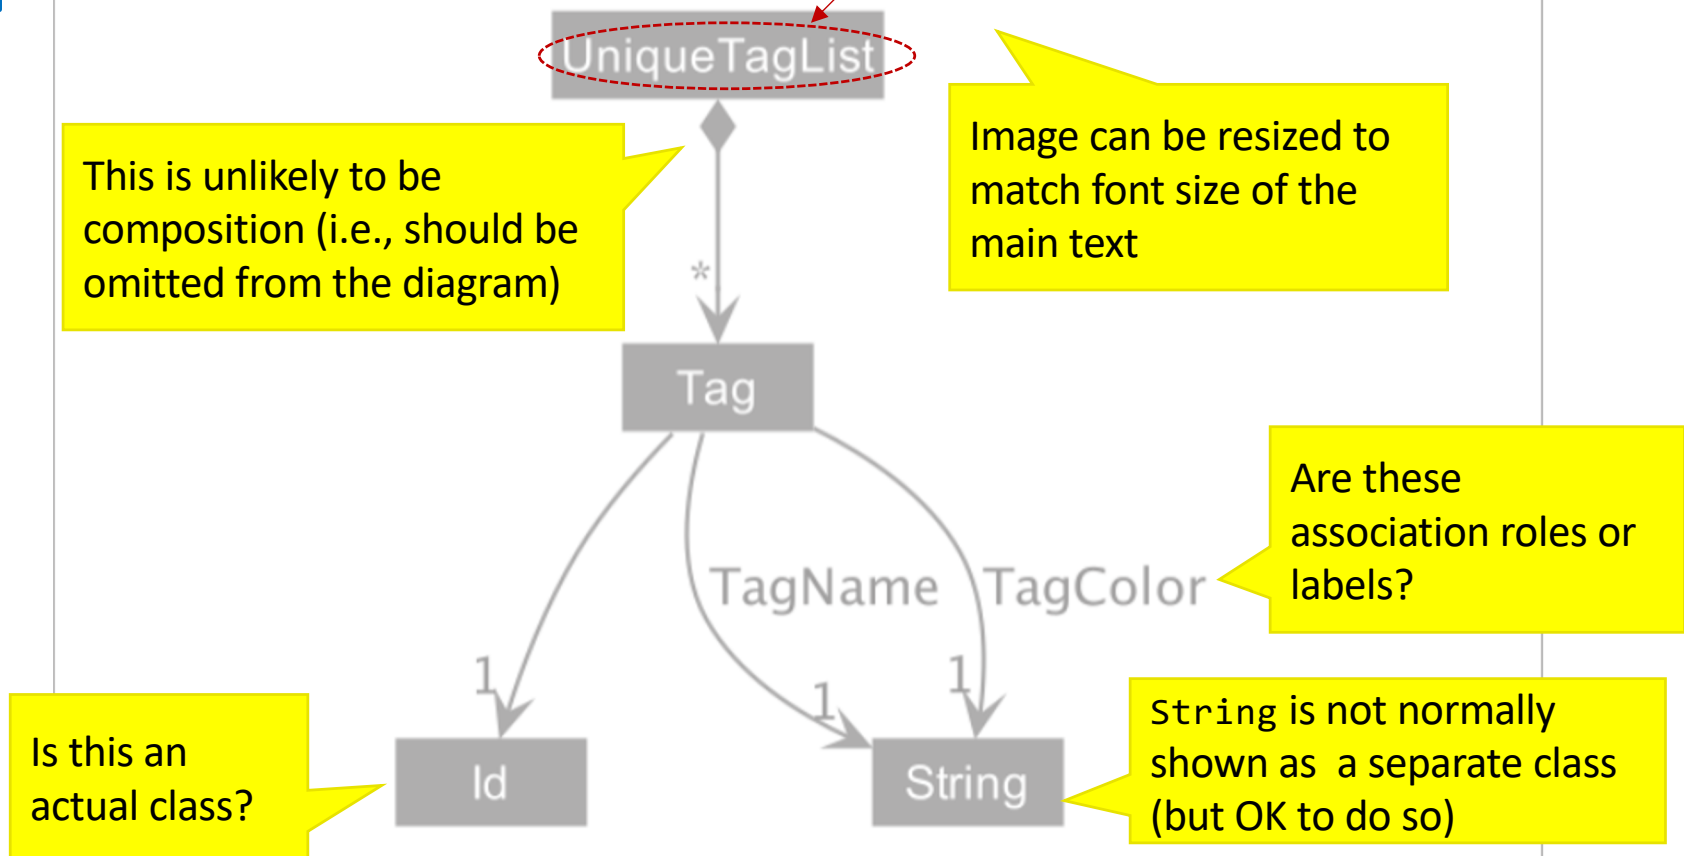 UniqueTagList
Image can be resized to
match font size of the
main text
This is unlikely to be
composition (i.e., should be
omitted from the diagram)
*
Tag
Are these
association roles or
labels?
TagName
TagColor
1
1
1
String is not normally
shown as a separate class
(but OK to do so)
Is this an
actual class?
Id
String